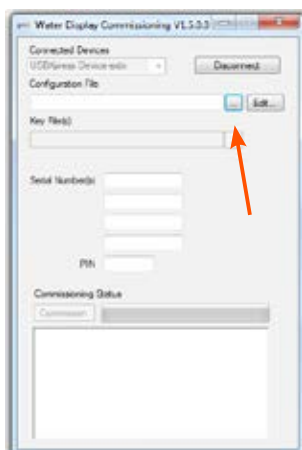 Water Display Commissioning V1.5.0.0
Connected Devices
Disconnect
Configuration File
... Edit...
Key File(s)
Serial Number(s)
PIN
Commissioning Status
Commission